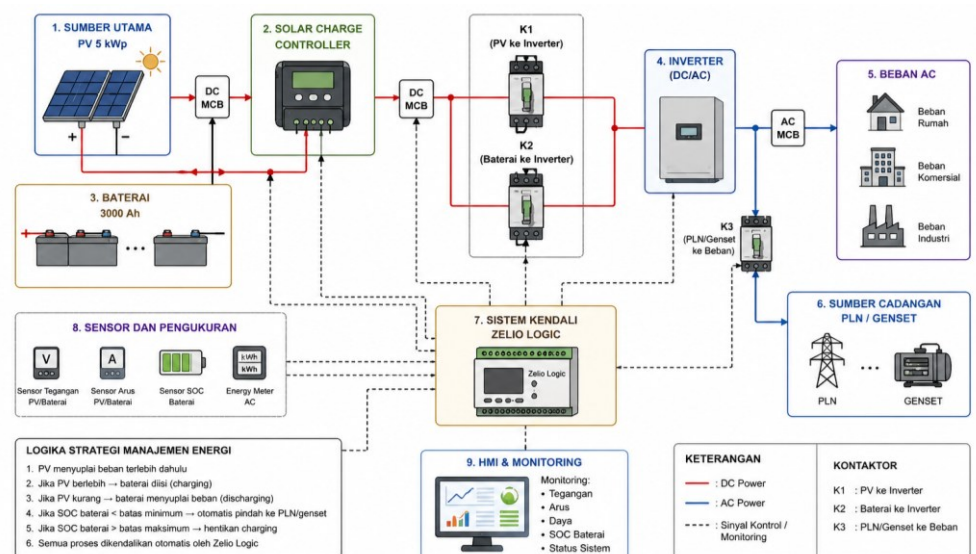 1. SUMBER UTAMA
PV 5 kWp
+
–
DC
MCB
2. SOLAR CHARGE
CONTROLLER
DC
MCB
K1
(PV ke Inverter)
K2
(Baterai ke Inverter)
4. INVERTER
(DC/AC)
AC
MCB
5. BEBAN AC
Beban
Rumah
Beban
Komersial
Beban
Industri
3. BATERAI
3000 Ah
+
...
K3
(PLN/Genset
ke Beban)
6. SUMBER CADANGAN
PLN / GENSET
...
PLN
GENSET
7. SISTEM KENDALI
ZELIO LOGIC
Zelio Logic
8. SENSOR DAN PENGUKURAN
V
A
kWh
kWh
Sensor Tegangan
PV/Baterai
Sensor Arus
PV/Baterai
Sensor SOC
Baterai
Energy Meter
AC
LOGIKA STRATEGI MANAJEMEN ENERGI
1. PV menyuplai beban terlebih dahulu
2. Jika PV berlebih → baterai diisi (charging)
3. Jika PV kurang → baterai menyuplai beban (discharging)
4. Jika SOC baterai < batas minimum → otomatis pindah ke PLN/genset
5. Jika SOC baterai > batas maksimum → hentikan charging
6. Semua proses dikendalikan otomatis oleh Zelio Logic
9. HMI & MONITORING
Monitoring:
• Tegangan
• Arus
• Daya
• SOC Baterai
• Status Sistem
KETERANGAN
: DC Power
: AC Power
: Sinyal Kontrol /
Monitoring
KONTAKTOR
K1 : PV ke Inverter
K2 : Baterai ke Inverter
K3 : PLN/Genset ke Beban